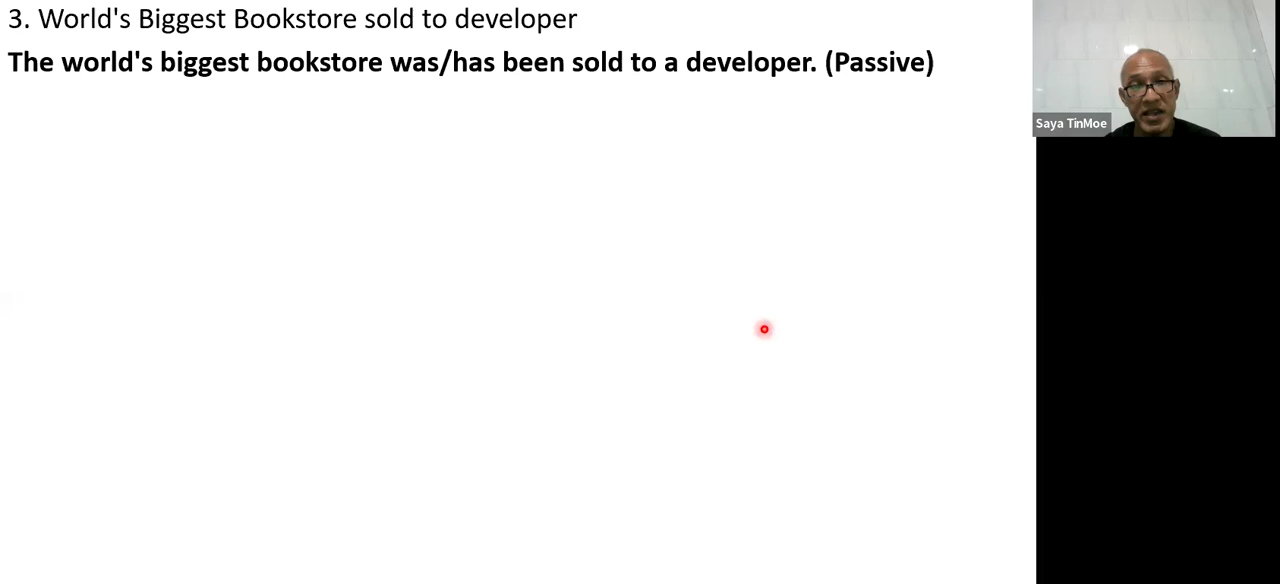 3. World's Biggest Bookstore sold to developer
The world's biggest bookstore was/has been sold to a developer. (Passive)
Saya TinMoe